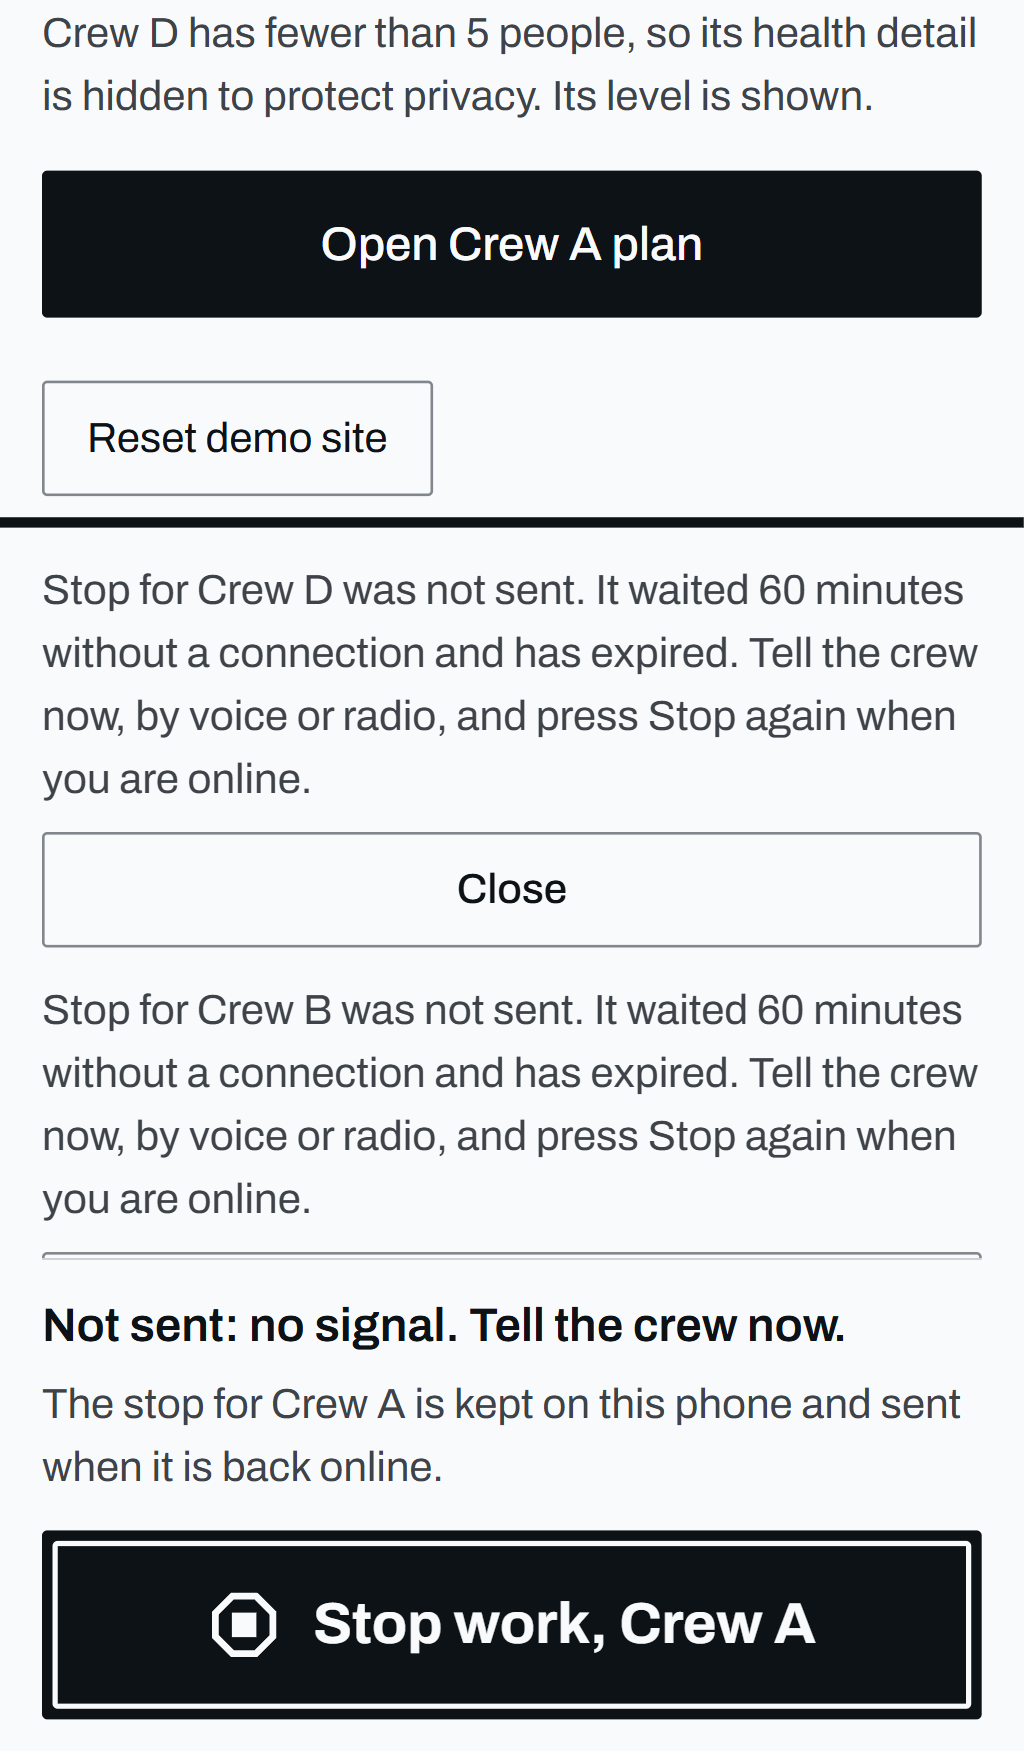 Crew D has fewer than 5 people, so its health detail
is hidden to protect privacy. Its level is shown.
Open Crew A plan
Reset demo site
Stop for Crew D was not sent. It waited 60 minutes
without a connection and has expired. Tell the crew
now, by voice or radio, and press Stop again when
you are online.
Close
Stop for Crew B was not sent. It waited 60 minutes
without a connection and has expired. Tell the crew
now, by voice or radio, and press Stop again when
you are online.
Not sent: no signal. Tell the crew now.
The stop for Crew A is kept on this phone and sent
when it is back online.
Stop work, Crew A